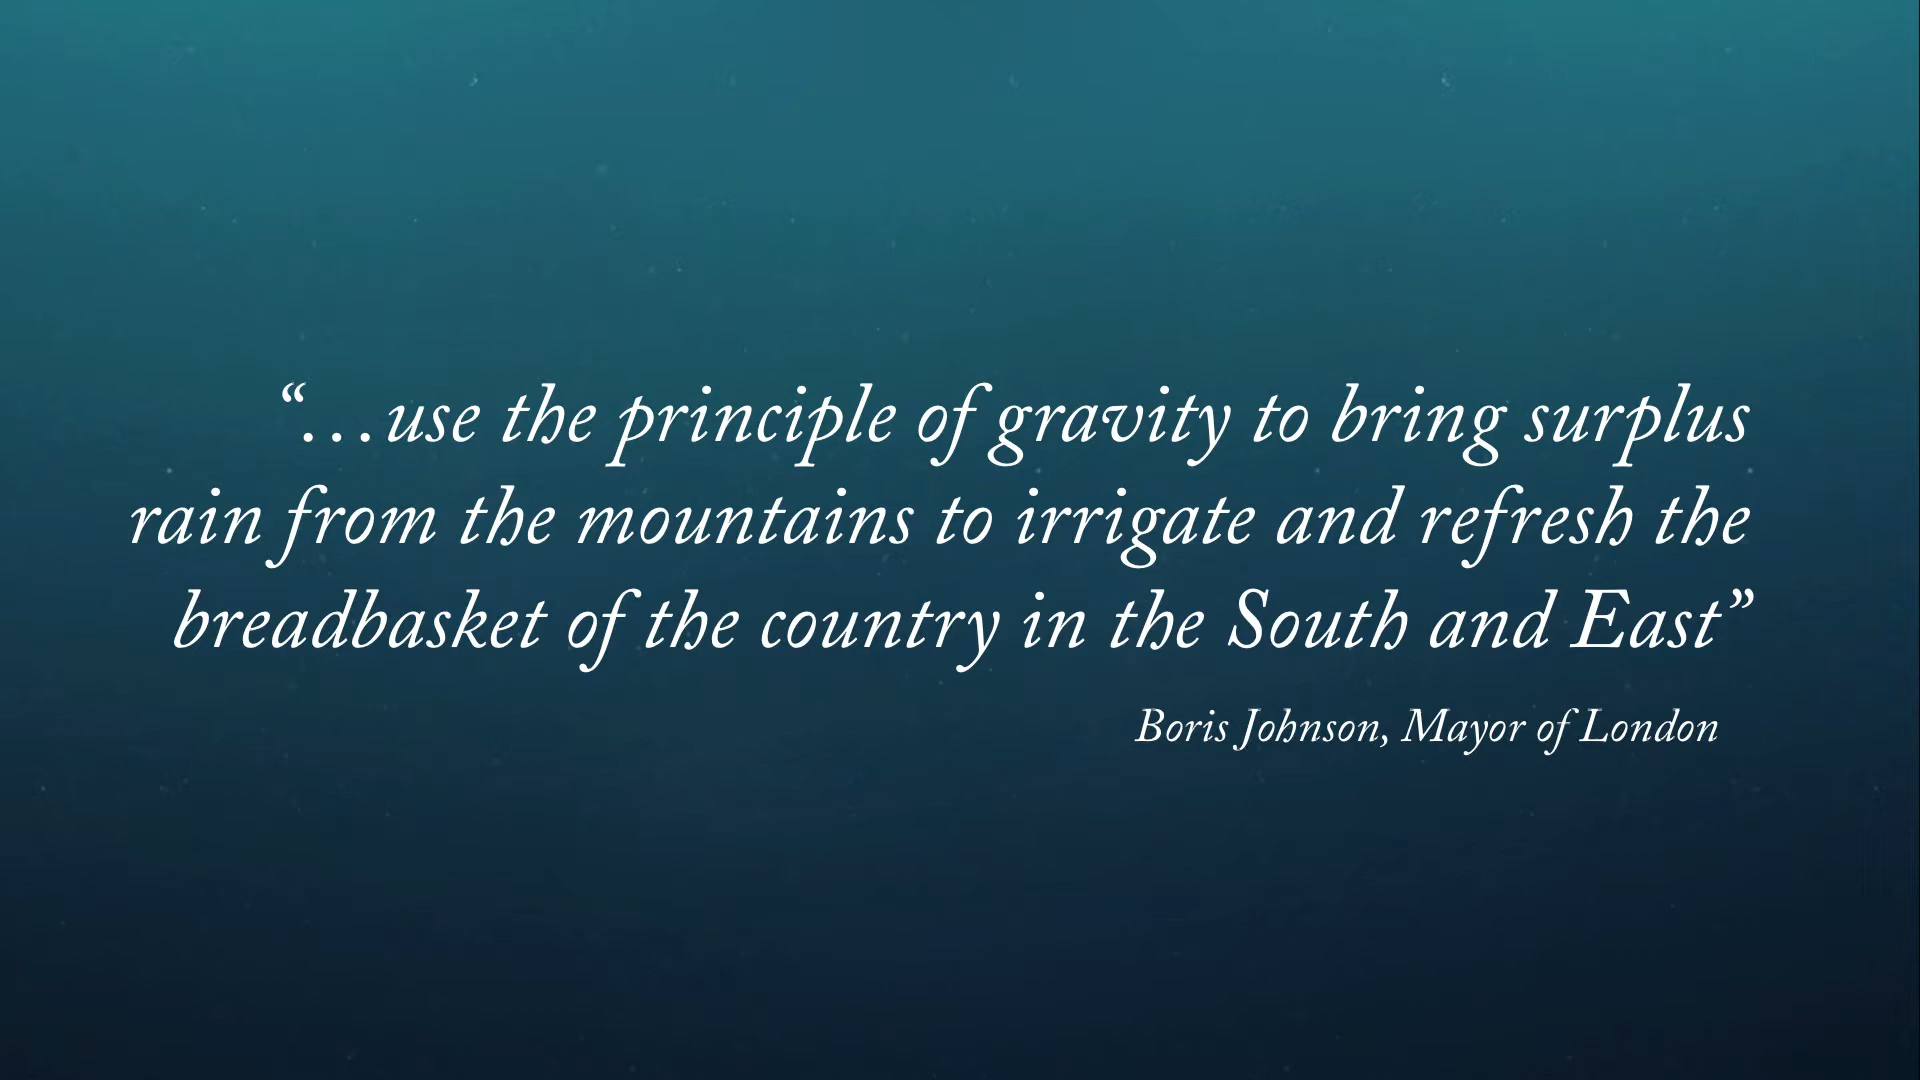 “…use the principle of gravity to bring surplus
rain from the mountains to irrigate and refresh the
breadbasket of the country in the South and East”
Boris Johnson, Mayor of London